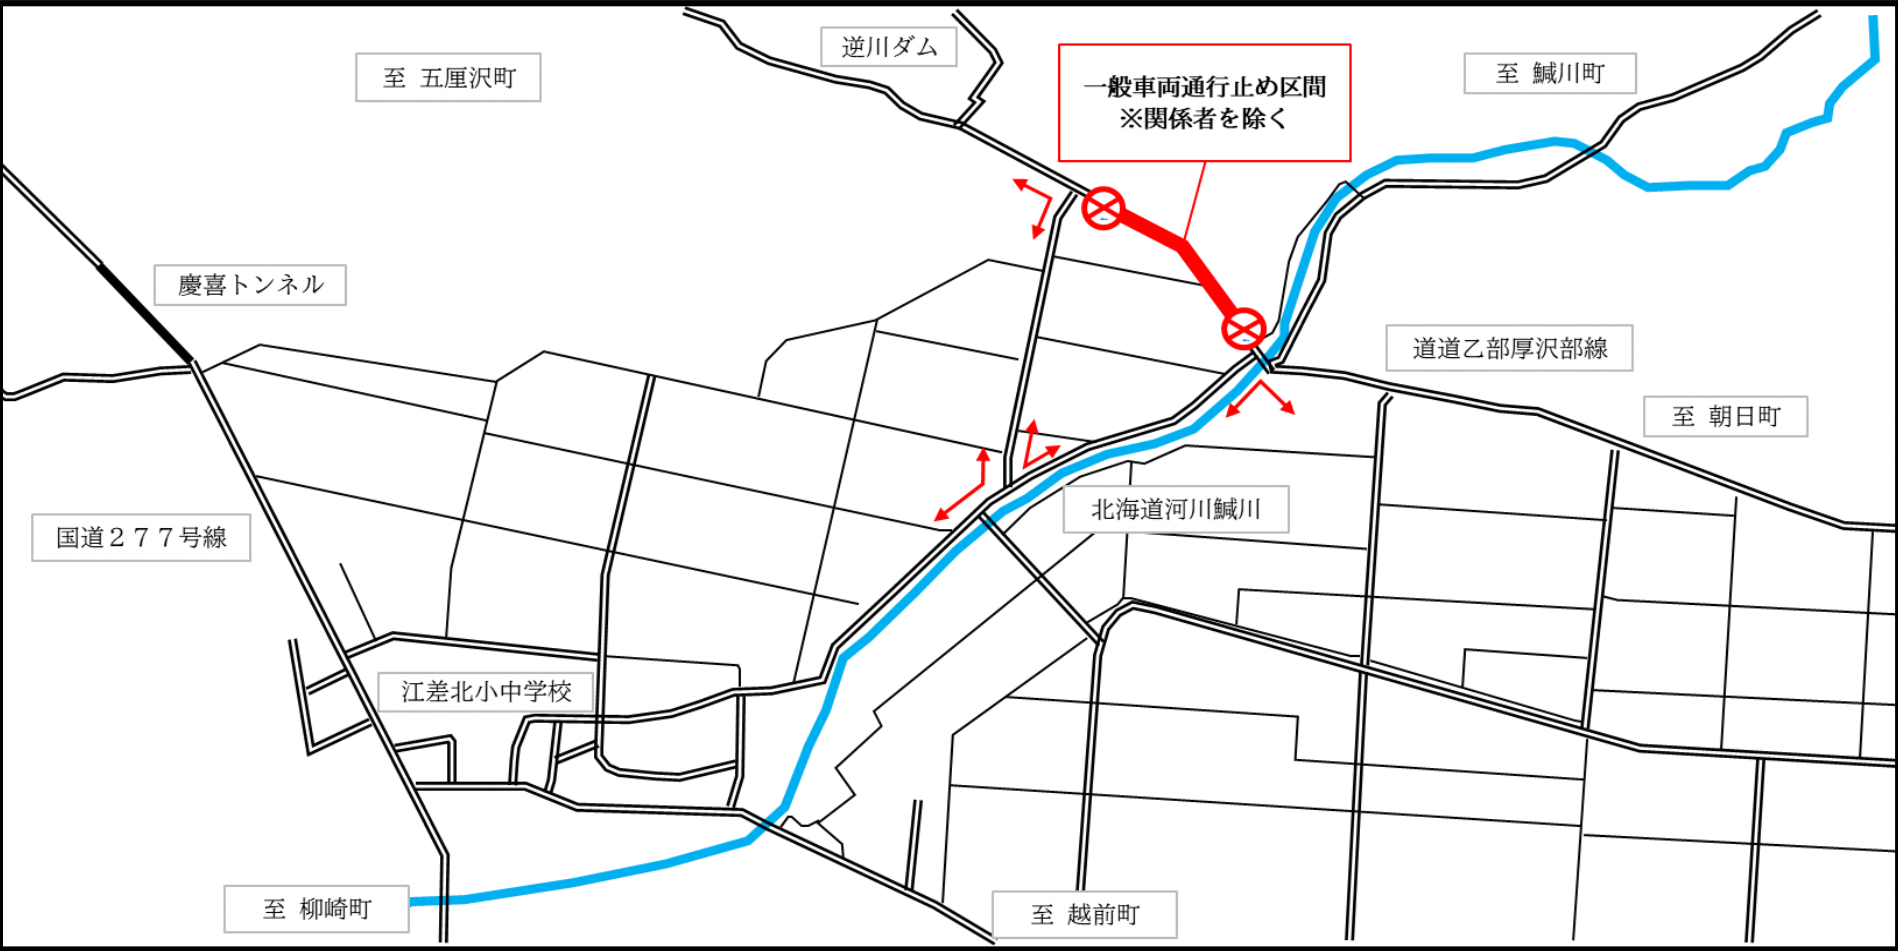 逆川ダム
至 五厘沢町
一般車両通行止め区間
※関係者を除く
至 鰔川町
慶喜トンネル
道道乙部厚沢部線
至 朝日町
北海道河川鰔川
国道２７７号線
江差北小中学校
至 柳崎町
至 越前町